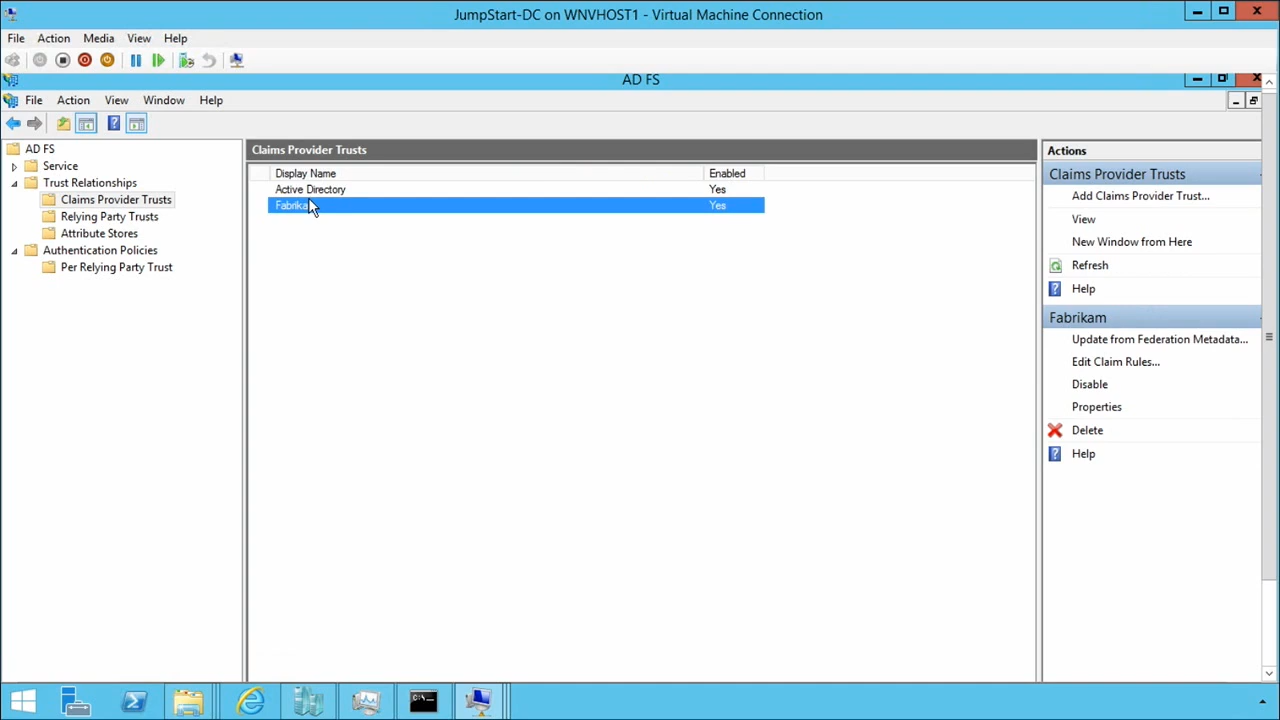 JumpStart-DC on WNVHOST1 - Virtual Machine Connection
File Action Media View Help
AD FS
File Action View Window Help
AD FS
Service
Trust Relationships
Claims Provider Trusts
Relying Party Trusts
Attribute Stores
Authentication Policies
Per Relying Party Trust
Claims Provider Trusts
Display Name Enabled
Active Directory Yes
Yes
Actions
Claims Provider Trusts
Add Claims Provider Trust...
View
New Window from Here
Refresh
Help
Fabrikam
Update from Federation Metadata...
Edit Claim Rules...
Disable
Properties
Delete
Help